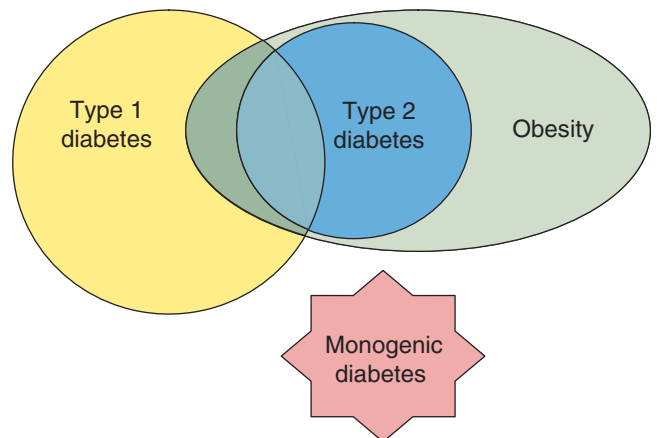 Type 1
diabetes
Type 2
diabetes
Obesity
Monogenic
diabetes